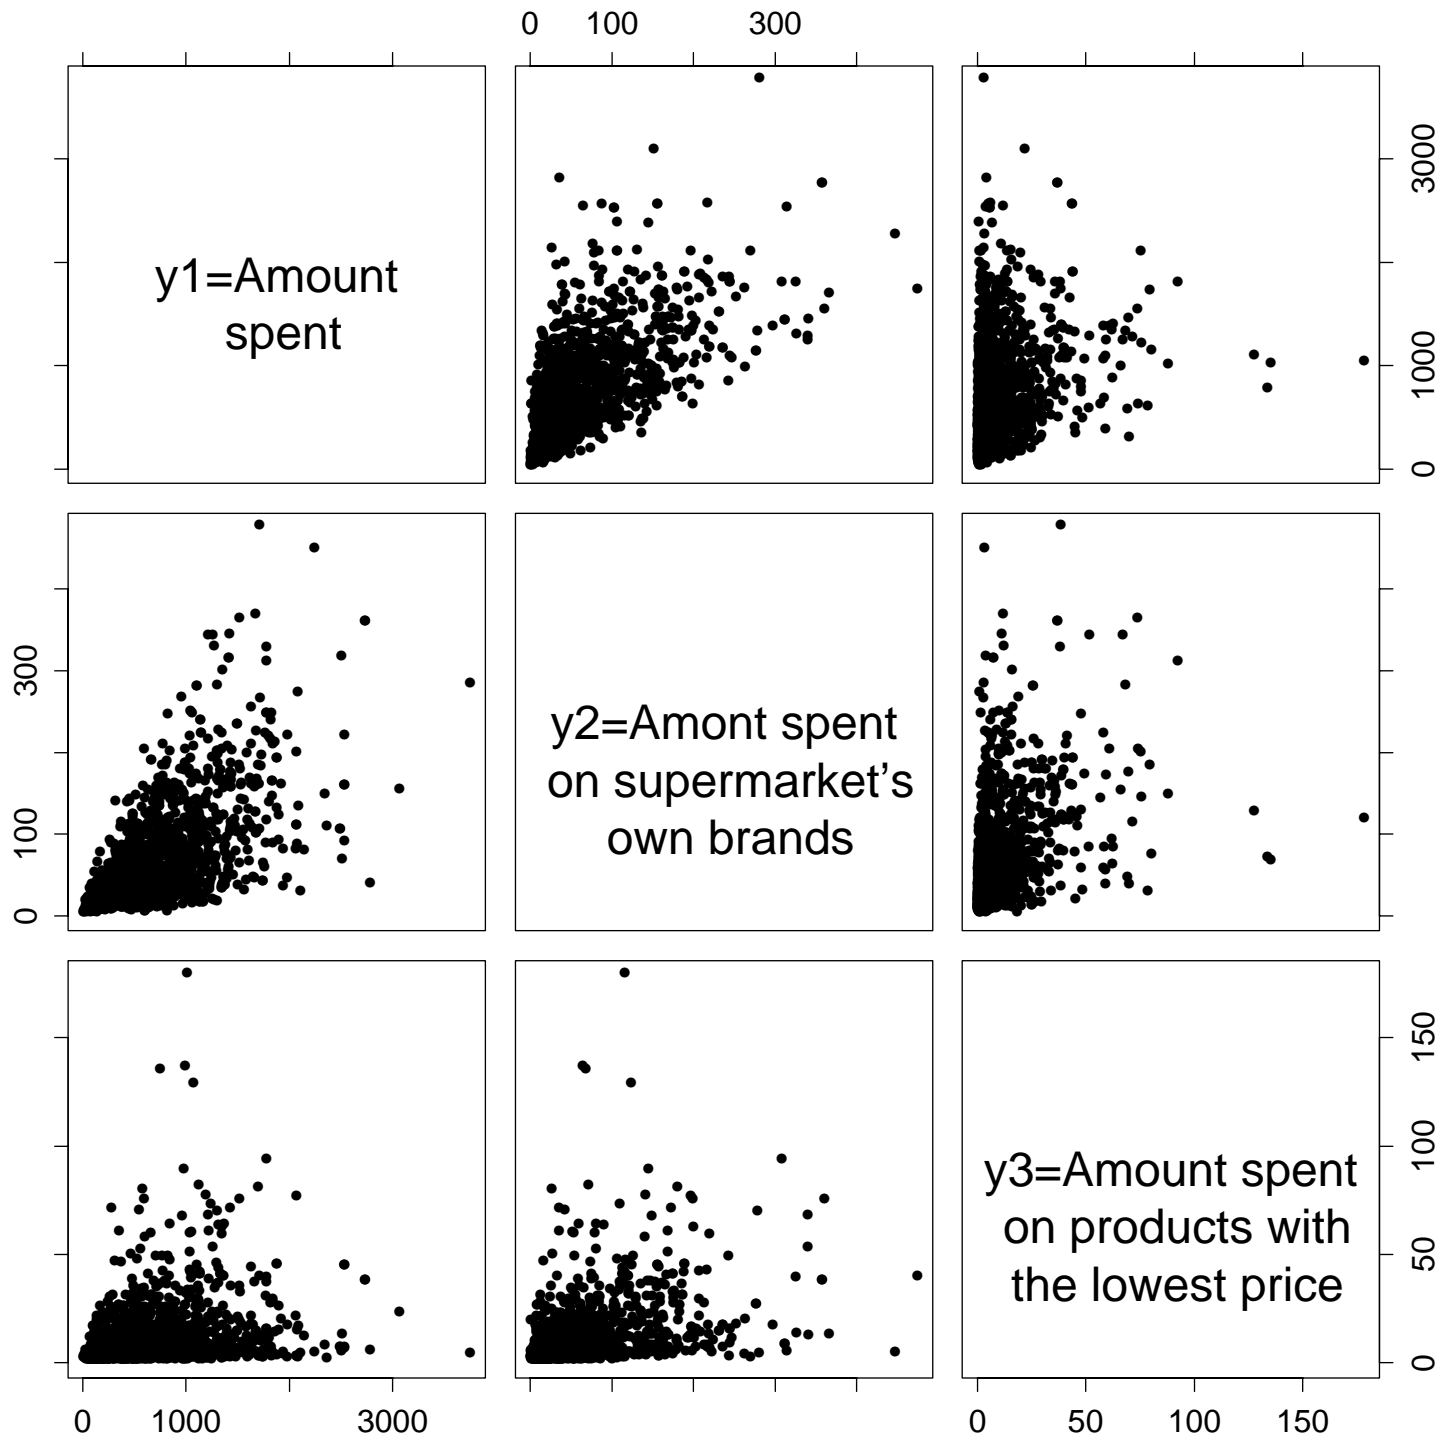 0 100 300
y1=Amount
spent
3000
1000
0
300
100
0
y2=Amont spent
on supermarket’s
own brands
y3=Amount spent
on products with
the lowest price
150
100
50
0
0 1000 3000
0 50 100 150